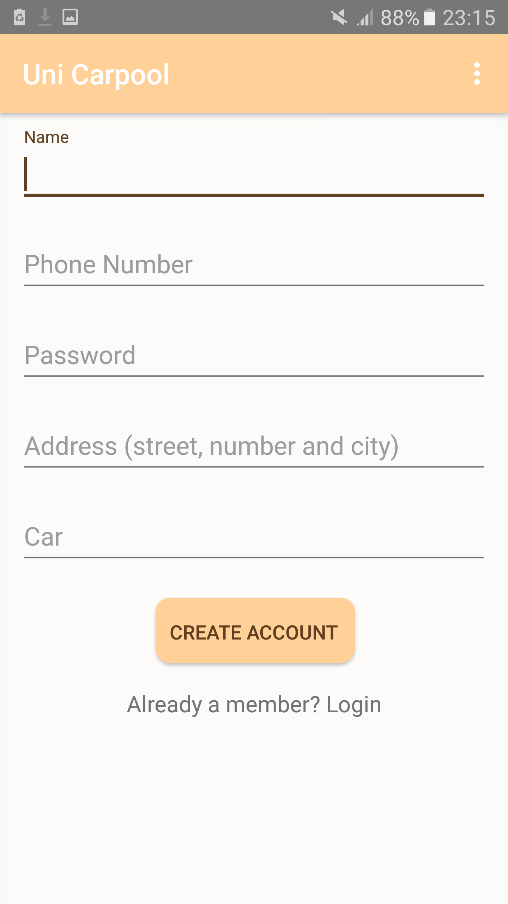 88% 23:15
Uni Carpool
Name
Phone Number
Password
Address (street, number and city)
Car
CREATE ACCOUNT
Already a member? Login